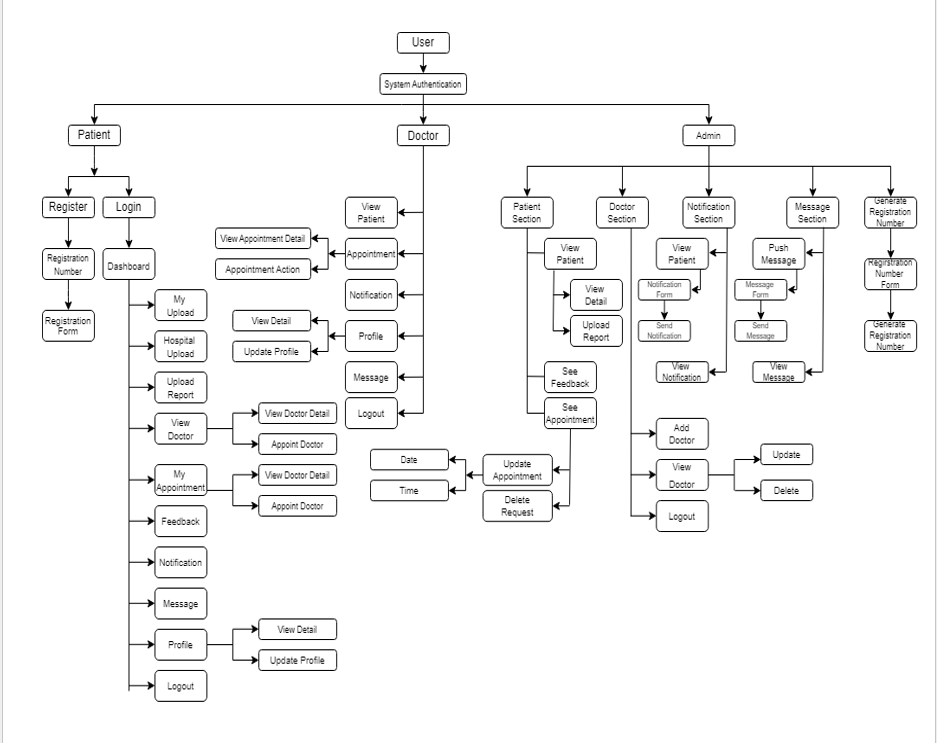 User
System Authentication
Patient
Doctor
Admin
Register
Login
Registration
Number
Dashboard
Registration
Form
My
Upload
Hospital
Upload
Upload
Report
View
Doctor
View Doctor Detail
Appoint Doctor
My
Appointment
View Doctor Detail
Appoint Doctor
Feedback
Notification
Message
Profile
View Detail
Update Profile
Logout
View
Patient
Appointment
View Appointment Detail
Appointment Action
Notification
Profile
View Detail
Update Profile
Message
Logout
Patient
Section
View
Patient
View
Detail
Upload
Report
See
Feedback
See
Appointment
Update
Appointment
Date
Time
Delete
Request
Doctor
Section
Add
Doctor
View
Doctor
Update
Delete
Logout
Notification
Section
View
Patient
Notification
Form
Send
Notification
View
Notification
Message
Section
Push
Message
Message
Form
Send
Message
View
Message
Generate
Registration
Number
Regirstration
Number
Form
Generate
Registration
Number